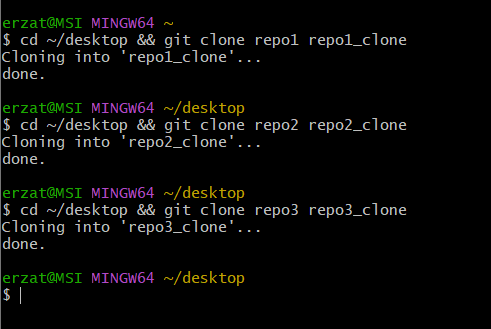 erzat@MSI MINGW64 ~
$ cd ~/desktop && git clone repo1 repo1_clone
Cloning into 'repo1_clone'...
done.
erzat@MSI MINGW64 ~/desktop
$ cd ~/desktop && git clone repo2 repo2_clone
Cloning into 'repo2_clone'...
done.
erzat@MSI MINGW64 ~/desktop
$ cd ~/desktop && git clone repo3 repo3_clone
Cloning into 'repo3_clone'...
done.
erzat@MSI MINGW64 ~/desktop
$